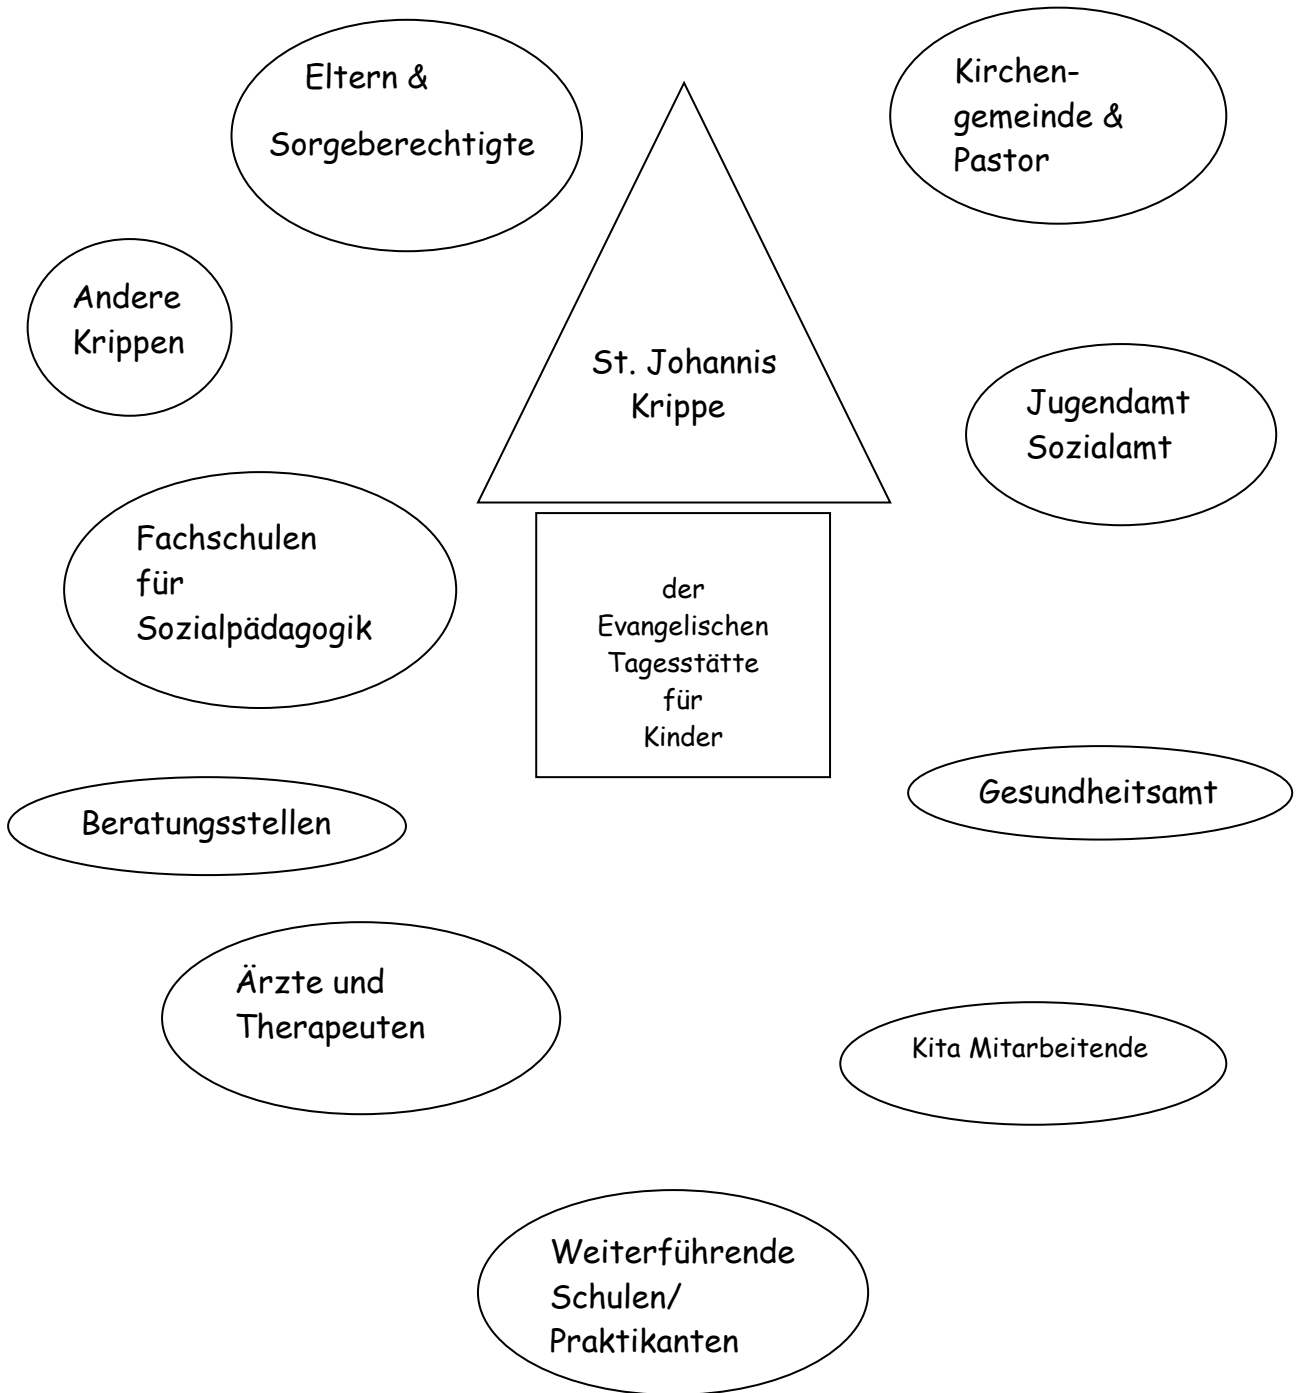 Eltern &
Sorgeberechtigte
Kirchen-
gemeinde &
Pastor
Andere
Krippen
St. Johannis
Krippe
Jugendamt
Sozialamt
Fachschulen
für
Sozialpädagogik
der
Evangelischen
Tagesstätte
für
Kinder
Gesundheitsamt
Beratungsstellen
Ärzte und
Therapeuten
Kita Mitarbeitende
Weiterführende
Schulen/
Praktikanten